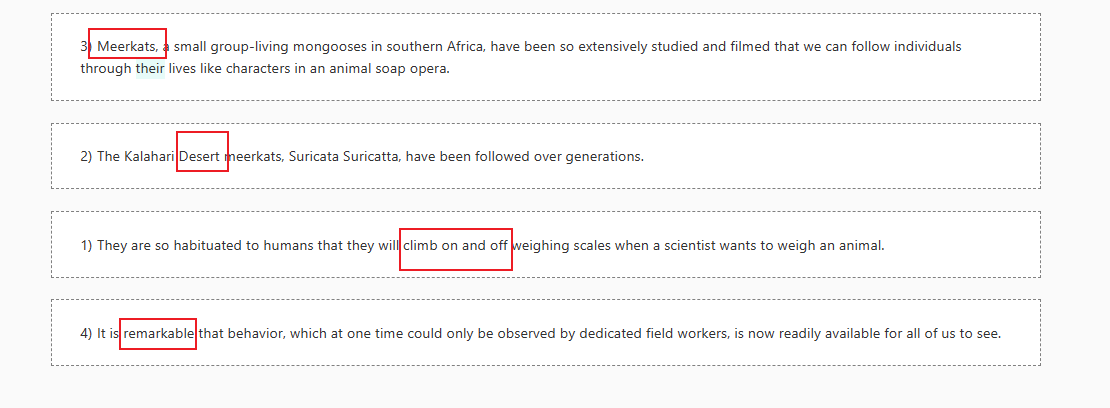 3) Meerkats, a small group-living mongooses in southern Africa, have been so extensively studied and filmed that we can follow individuals
through their lives like characters in an animal soap opera.
2) The Kalahari Desert meerkats, Suricata Suricatta, have been followed over generations.
1) They are so habituated to humans that they will climb on and off weighing scales when a scientist wants to weigh an animal.
4) It is remarkable that behavior, which at one time could only be observed by dedicated field workers, is now readily available for all of us to see.